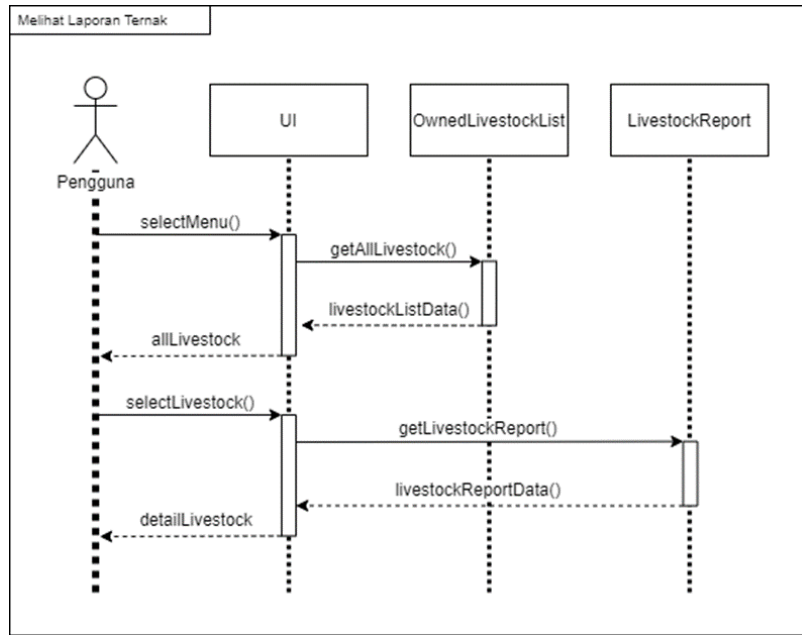 Melihat Laporan Ternak
UI
OwnedLivestockList
LivestockReport
Pengguna
selectMenu()
getAllLivestock()
livestockListData()
allLivestock
selectLivestock()
getLivestockReport()
livestockReportData()
detailLivestock